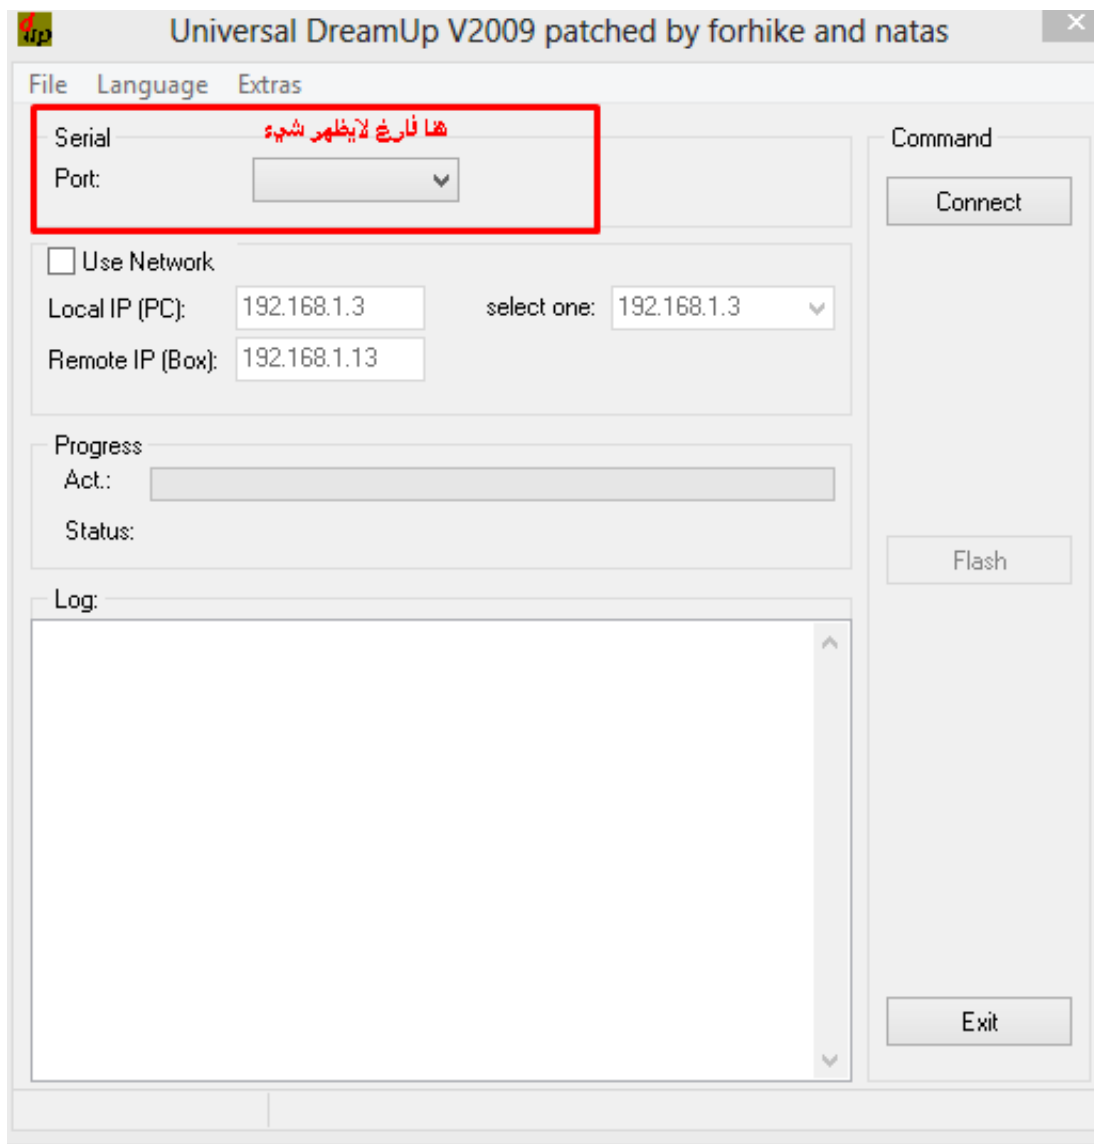 up
Universal DreamUp V2009 patched by forhike and natas
File Language Extras
Serial
هنا فارغ لايظهر شيء
Port:
Command
Connect
Use Network
Local IP (PC): 192.168.1.3 select one: 192.168.1.3
Remote IP (Box): 192.168.1.13
Progress
Act.:
Status:
Flash
Log:
Exit